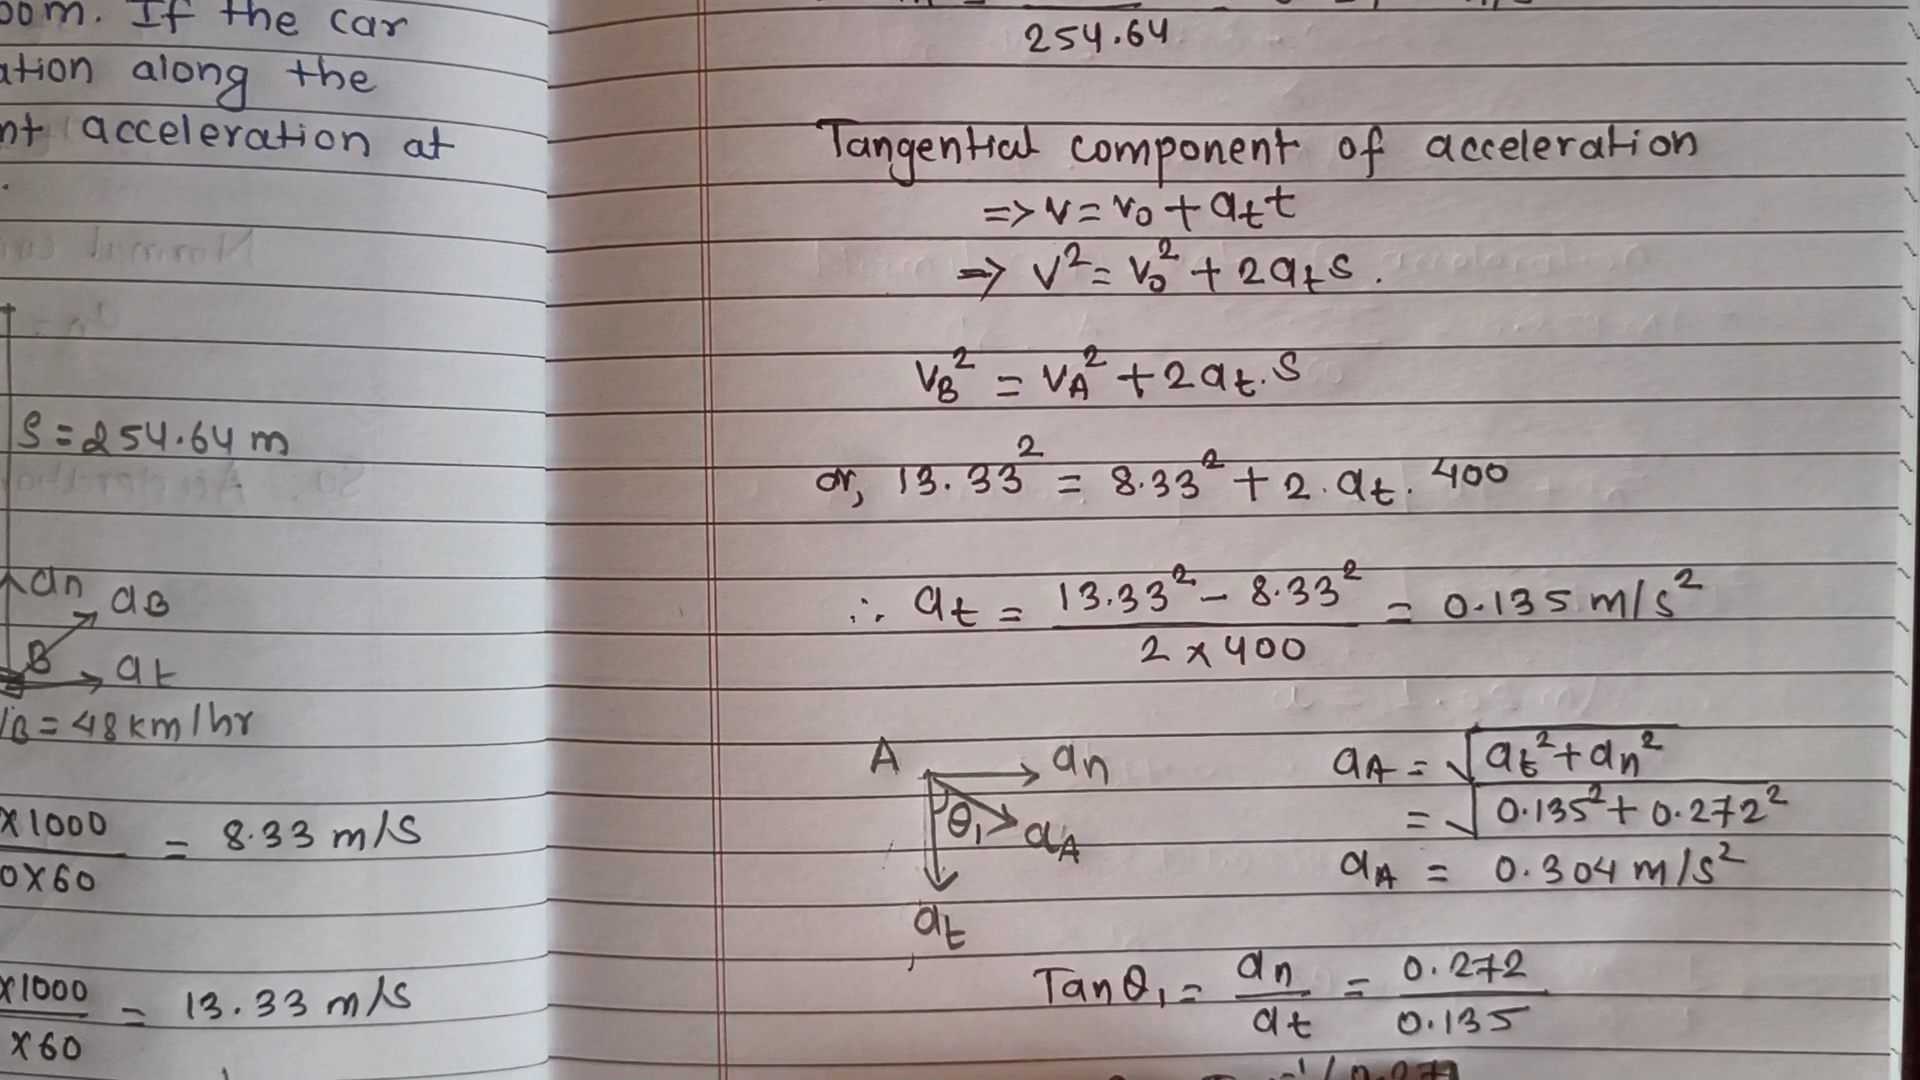 oom. If the car
ation along the
nt acceleration at
.
S = 254.64 m
an aB
B at
VB = 48 km/hr
x1000 = 8.33 m/s
0x60
x1000 = 13.33 m/s
x60
254.64
Tangential component of acceleration
=> v = v0 + at t
=> v² = v0² + 2 at s.
vB² = vA² + 2 at. S
or, 13.33² = 8.33² + 2. at. 400
∴ at = 13.33² - 8.33² = 0.135 m/s²
2 x 400
A an aA = √at² + an²
θ1 aA = √0.135² + 0.272²
aA = 0.304 m/s²
at
Tan θ1 = an = 0.272
at 0.135